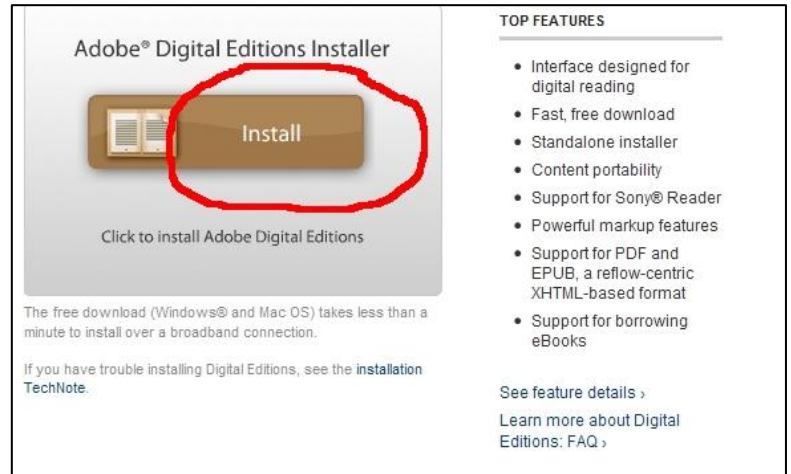 Adobe® Digital Editions Installer
Install
Click to install Adobe Digital Editions
The free download (Windows® and Mac OS) takes less than a
minute to install over a broadband connection.
If you have trouble installing Digital Editions, see the installation
TechNote.
TOP FEATURES
• Interface designed for
digital reading
• Fast, free download
• Standalone installer
• Content portability
• Support for Sony® Reader
• Powerful markup features
• Support for PDF and
EPUB, a reflow-centric
XHTML-based format
• Support for borrowing
eBooks
See feature details ›
Learn more about Digital
Editions: FAQ ›